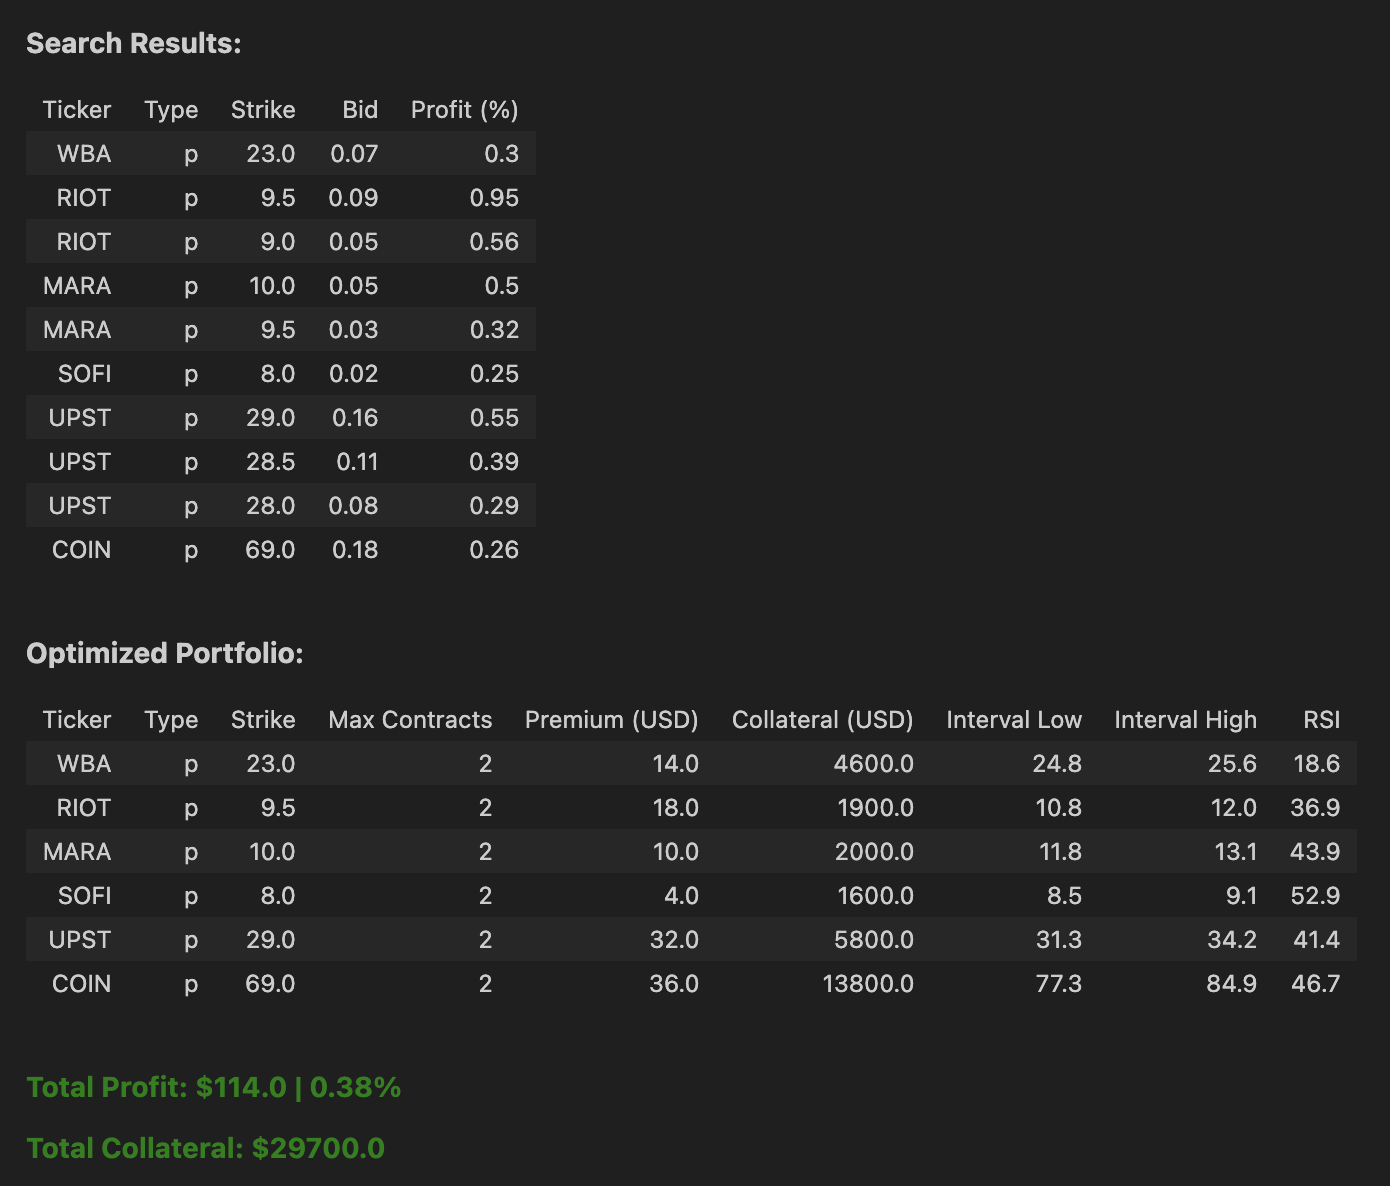 Search Results:
Ticker Type Strike Bid Profit (%)
WBA p 23.0 0.07 0.3
RIOT p 9.5 0.09 0.95
RIOT p 9.0 0.05 0.56
MARA p 10.0 0.05 0.5
MARA p 9.5 0.03 0.32
SOFI p 8.0 0.02 0.25
UPST p 29.0 0.16 0.55
UPST p 28.5 0.11 0.39
UPST p 28.0 0.08 0.29
COIN p 69.0 0.18 0.26
Optimized Portfolio:
Ticker Type Strike Max Contracts Premium (USD) Collateral (USD) Interval Low Interval High RSI
WBA p 23.0 2 14.0 4600.0 24.8 25.6 18.6
RIOT p 9.5 2 18.0 1900.0 10.8 12.0 36.9
MARA p 10.0 2 10.0 2000.0 11.8 13.1 43.9
SOFI p 8.0 2 4.0 1600.0 8.5 9.1 52.9
UPST p 29.0 2 32.0 5800.0 31.3 34.2 41.4
COIN p 69.0 2 36.0 13800.0 77.3 84.9 46.7
Total Profit: $114.0 | 0.38%
Total Collateral: $29700.0